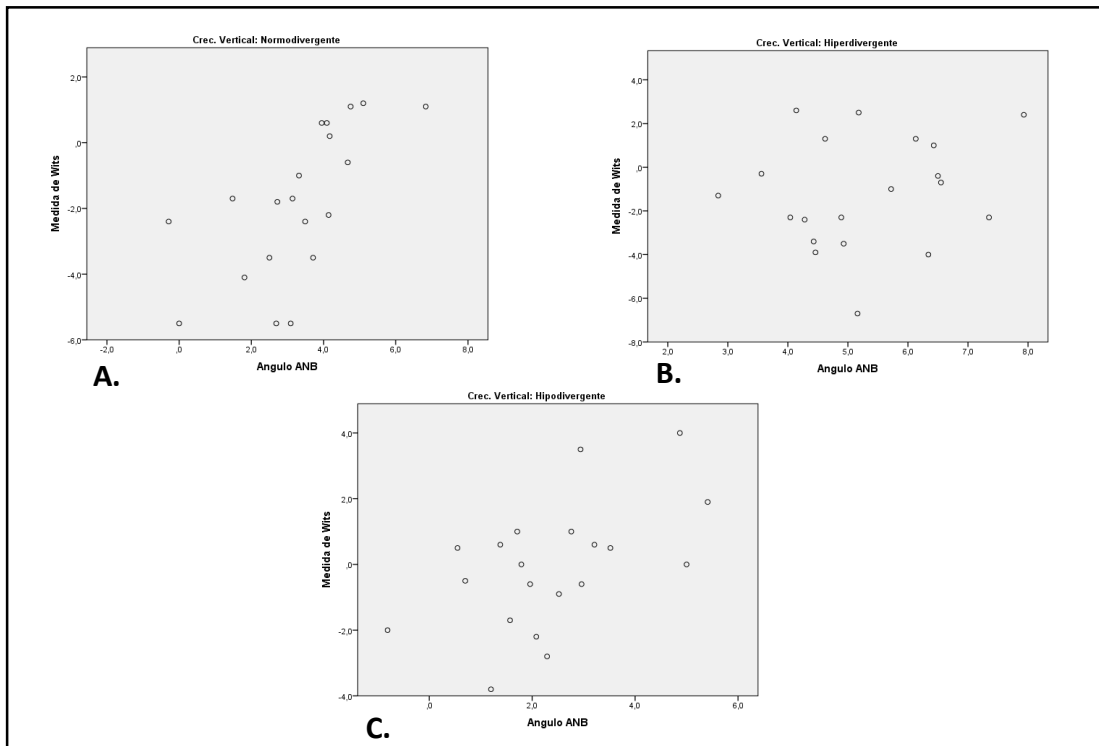 Crec. Vertical: Normodivergente
Medida de Wits
2,0
,0
-2,0
-4,0
-6,0
-2,0 ,0 2,0 4,0 6,0 8,0
Angulo ANB
A.
Crec. Vertical: Hiperdivergente
Medida de Wits
4,0
2,0
,0
-2,0
-4,0
-6,0
-8,0
2,0 3,0 4,0 5,0 6,0 7,0 8,0
Angulo ANB
B.
Crec. Vertical: Hipodivergente
Medida de Wits
4,0
2,0
,0
-2,0
-4,0
,0 2,0 4,0 6,0
Angulo ANB
C.